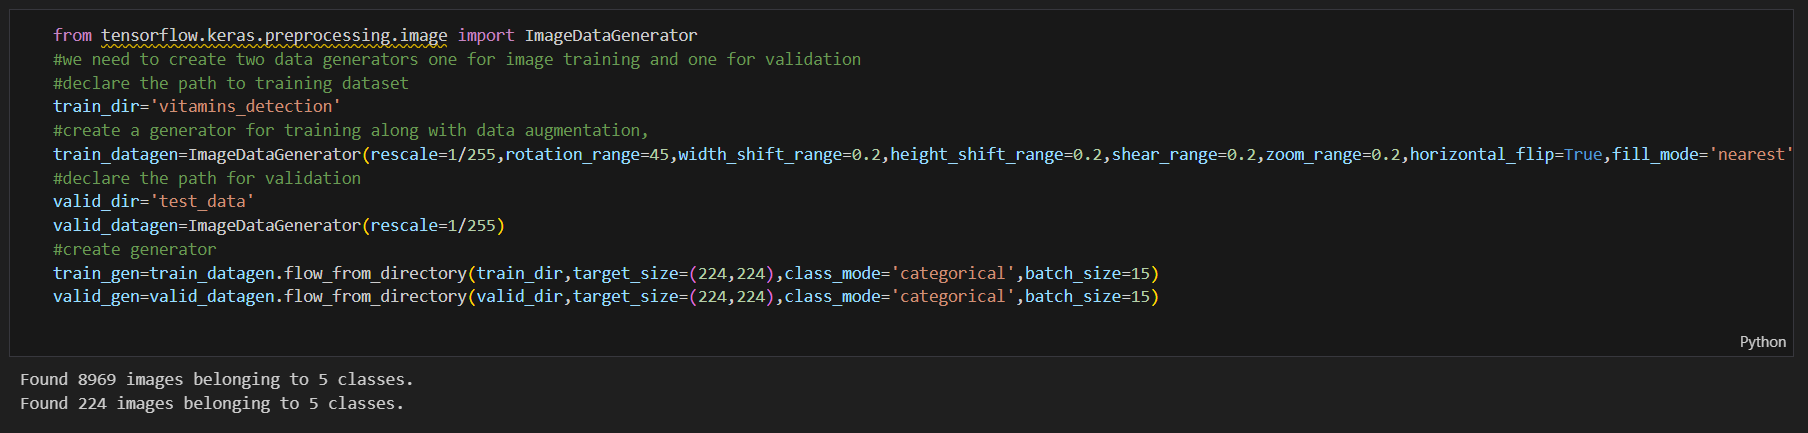 from tensorflow.keras.preprocessing.image import ImageDataGenerator
#we need to create two data generators one for image training and one for validation
#declare the path to training dataset
train_dir='vitamins_detection'
#create a generator for training along with data augmentation,
train_datagen=ImageDataGenerator(rescale=1/255,rotation_range=45,width_shift_range=0.2,height_shift_range=0.2,shear_range=0.2,zoom_range=0.2,horizontal_flip=True,fill_mode='nearest'
#declare the path for validation
valid_dir='test_data'
valid_datagen=ImageDataGenerator(rescale=1/255)
#create generator
train_gen=train_datagen.flow_from_directory(train_dir,target_size=(224,224),class_mode='categorical',batch_size=15)
valid_gen=valid_datagen.flow_from_directory(valid_dir,target_size=(224,224),class_mode='categorical',batch_size=15)
Python
Found 8969 images belonging to 5 classes.
Found 224 images belonging to 5 classes.